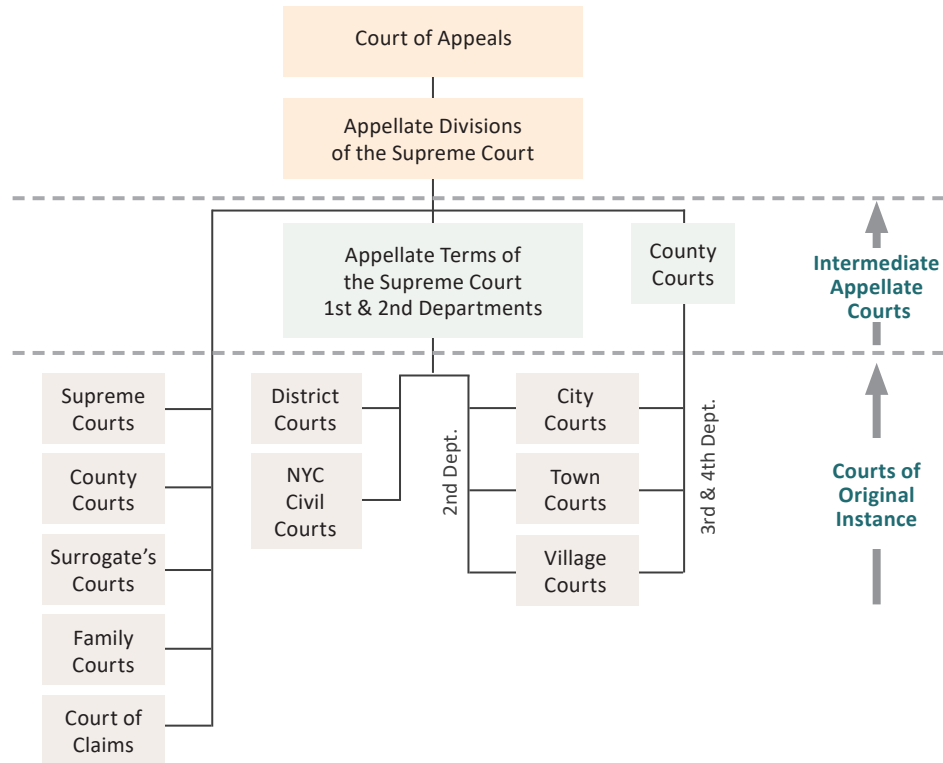 Court of Appeals
Appellate Divisions
of the Supreme Court
Appellate Terms of
the Supreme Court
1st & 2nd Departments
County
Courts
Intermediate
Appellate
Courts
Supreme
Courts
County
Courts
Surrogate’s
Courts
Family
Courts
Court of
Claims
District
Courts
NYC
Civil
Courts
2nd Dept.
City
Courts
Town
Courts
Village
Courts
3rd & 4th Dept.
Courts of
Original
Instance